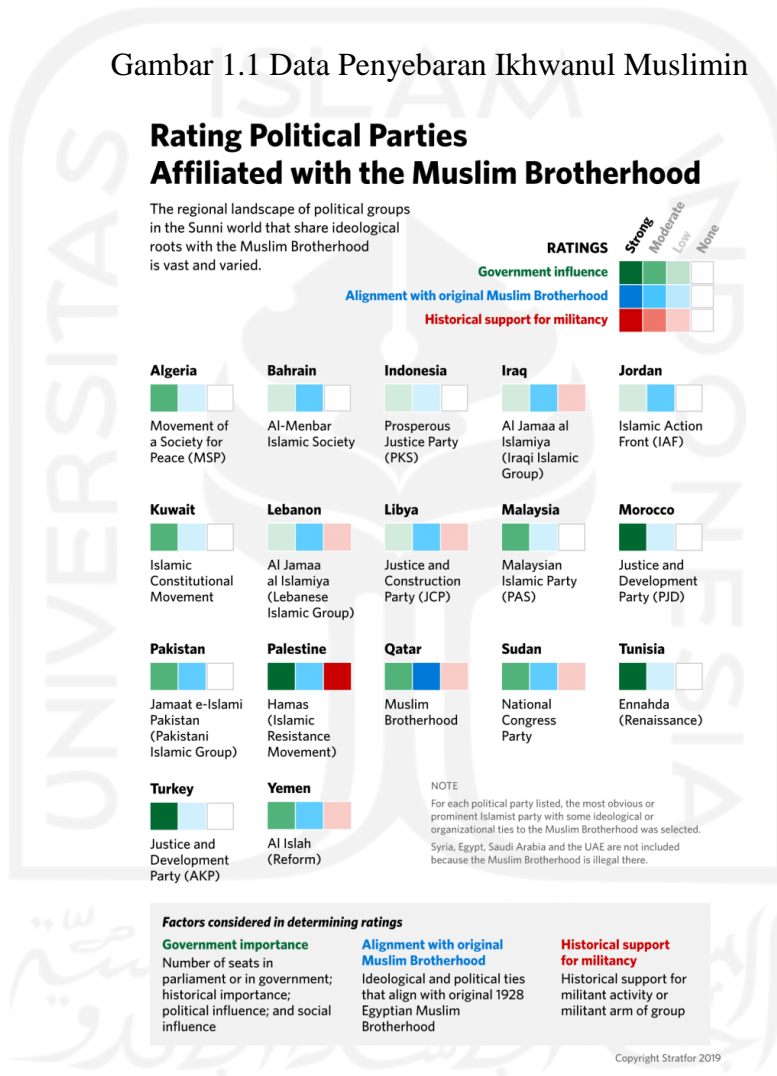 Gambar 1.1 Data Penyebaran Ikhwanul Muslimin
Rating Political Parties
Affiliated with the Muslim Brotherhood
The regional landscape of political groups
in the Sunni world that share ideological
roots with the Muslim Brotherhood
is vast and varied.
RATINGS
Strong
Moderate
Low
None
Government influence
Alignment with original Muslim Brotherhood
Historical support for militancy
Algeria
Movement of
a Society for
Peace (MSP)
Bahrain
Al-Menbar
Islamic Society
Indonesia
Prosperous
Justice Party
(PKS)
Iraq
Al Jamaa al
Islamiya
(Iraqi Islamic
Group)
Jordan
Islamic Action
Front (IAF)
Kuwait
Islamic
Constitutional
Movement
Lebanon
Al Jamaa
al Islamiya
(Lebanese
Islamic Group)
Libya
Justice and
Construction
Party (JCP)
Malaysia
Malaysian
Islamic Party
(PAS)
Morocco
Justice and
Development
Party (PJD)
Pakistan
Jamaat e-Islami
Pakistan
(Pakistani
Islamic Group)
Palestine
Hamas
(Islamic
Resistance
Movement)
Qatar
Muslim
Brotherhood
Sudan
National
Congress
Party
Tunisia
Ennahda
(Renaissance)
Turkey
Justice and
Development
Party (AKP)
Yemen
Al Islah
(Reform)
NOTE
For each political party listed, the most obvious or
prominent Islamist party with some ideological or
organizational ties to the Muslim Brotherhood was selected.
Syria, Egypt, Saudi Arabia and the UAE are not included
because the Muslim Brotherhood is illegal there.
Factors considered in determining ratings
Government importance
Number of seats in
parliament or in government;
historical importance;
political influence; and social
influence
Alignment with original
Muslim Brotherhood
Ideological and political ties
that align with original 1928
Egyptian Muslim
Brotherhood
Historical support
for militancy
Historical support for
militant activity or
militant arm of group
Copyright Stratfor 2019
UNIVERSITAS
ISLAM
INDONESIA